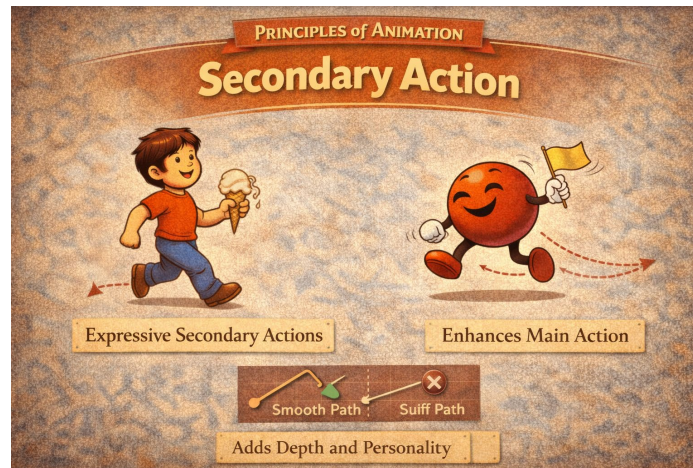 PRINCIPLES of ANIMATION
Secondary Action
Expressive Secondary Actions
Enhances Main Action
Smooth Path
Suiff Path
Adds Depth and Personality